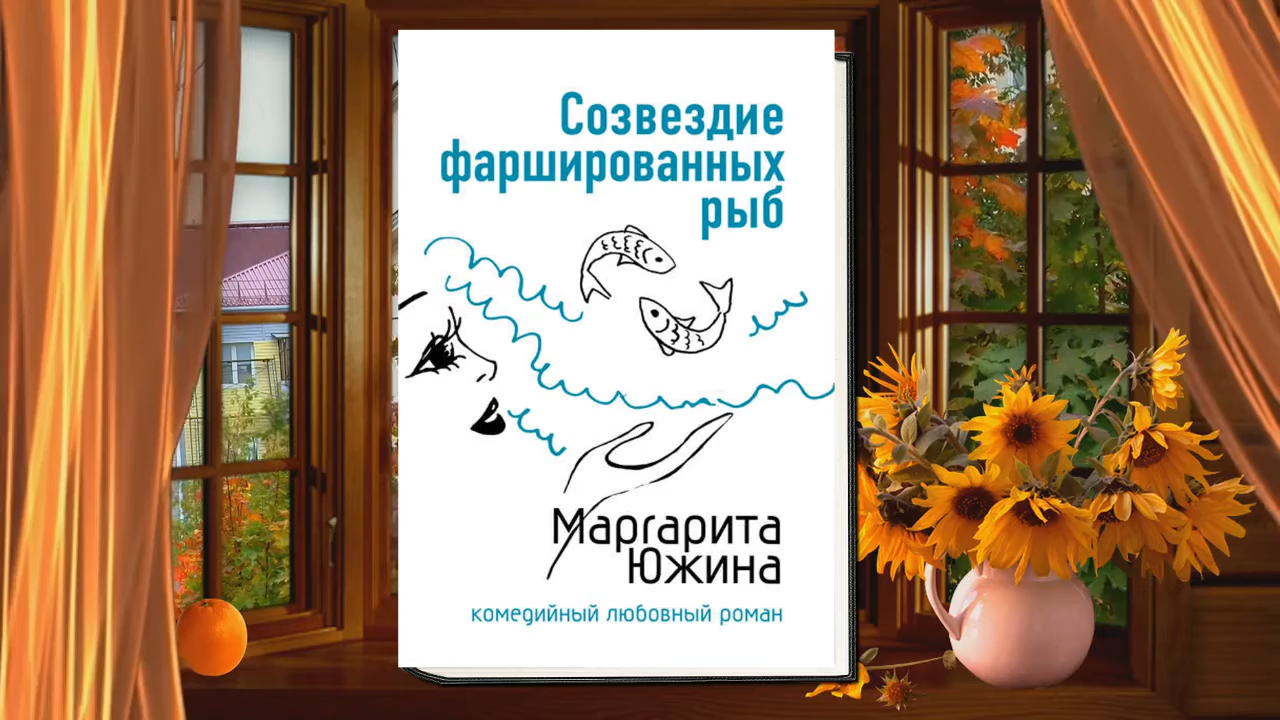 Созвездие
фаршированных
рыб
Маргарита
Южина
комедийный любовный роман